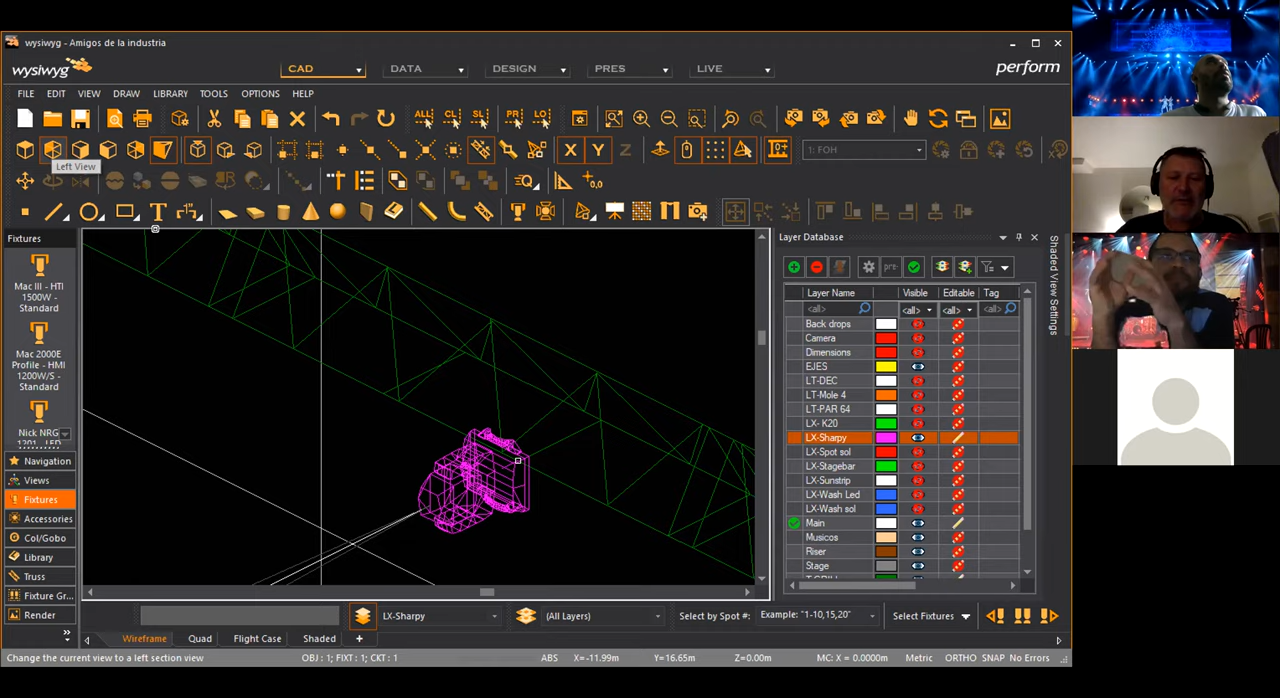 wysiwyg - Amigos de la industria
wysiwyg
CAD
DATA
DESIGN
PRES
LIVE
perform
FILE EDIT VIEW DRAW LIBRARY TOOLS OPTIONS HELP
ALL CL SL PR LO
X Y Z
1: FOH
Left View
Fixtures
Mac III - HTI
1500W -
Standard
Mac 2000E
Profile - HMI
1200W/S -
Standard
Nick NRG
1201 - LED
Navigation
Views
Fixtures
Accessories
Col/Gobo
Library
Truss
Fixture Gr...
Render
Layer Database
Layer Name Visible Editable Tag
<all> <all> <all> <all>
Back drops
Camera
Dimensions
EJES
LT-DEC
LT-Mole 4
LT-PAR 64
LX- K20
LX-Sharpy
LX-Spot sol
LX-Stagebar
LX-Sunstrip
LX-Wash Led
LX-Wash sol
Main
Musicos
Riser
Stage
Shaded View Settings
LX-Sharpy
(All Layers)
Select by Spot #:
Example: "1-10,15,20"
Select Fixtures
Wireframe Quad Flight Case Shaded +
Change the current view to a left section view
OBJ : 1; FIXT : 1; CKT : 1
ABS X=-11.99m Y=16.65m Z=0.00m MC: X = 0.0000m Metric ORTHO SNAP No Errors